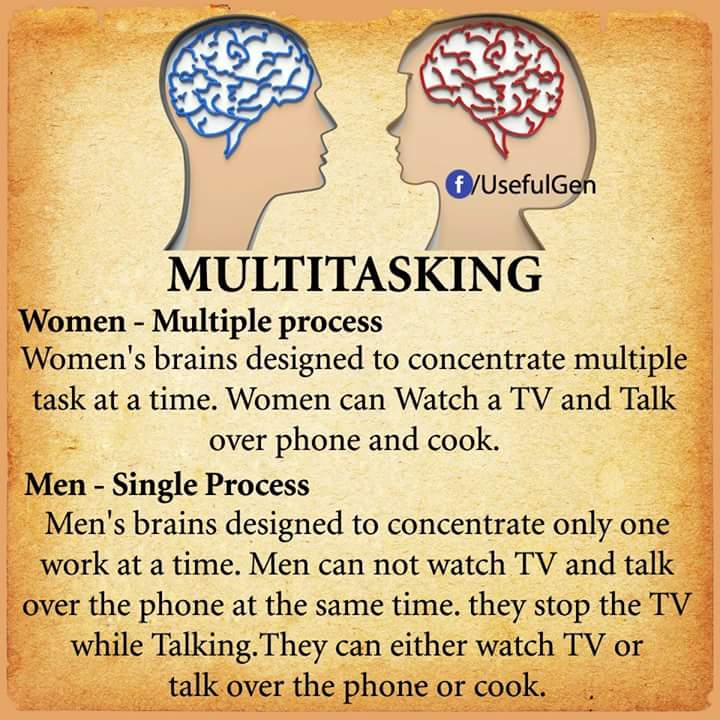 f/UsefulGen
MULTITASKING
Women - Multiple process
Women's brains designed to concentrate multiple
task at a time. Women can Watch a TV and Talk
over phone and cook.
Men - Single Process
Men's brains designed to concentrate only one
work at a time. Men can not watch TV and talk
over the phone at the same time. they stop the TV
while Talking.They can either watch TV or
talk over the phone or cook.